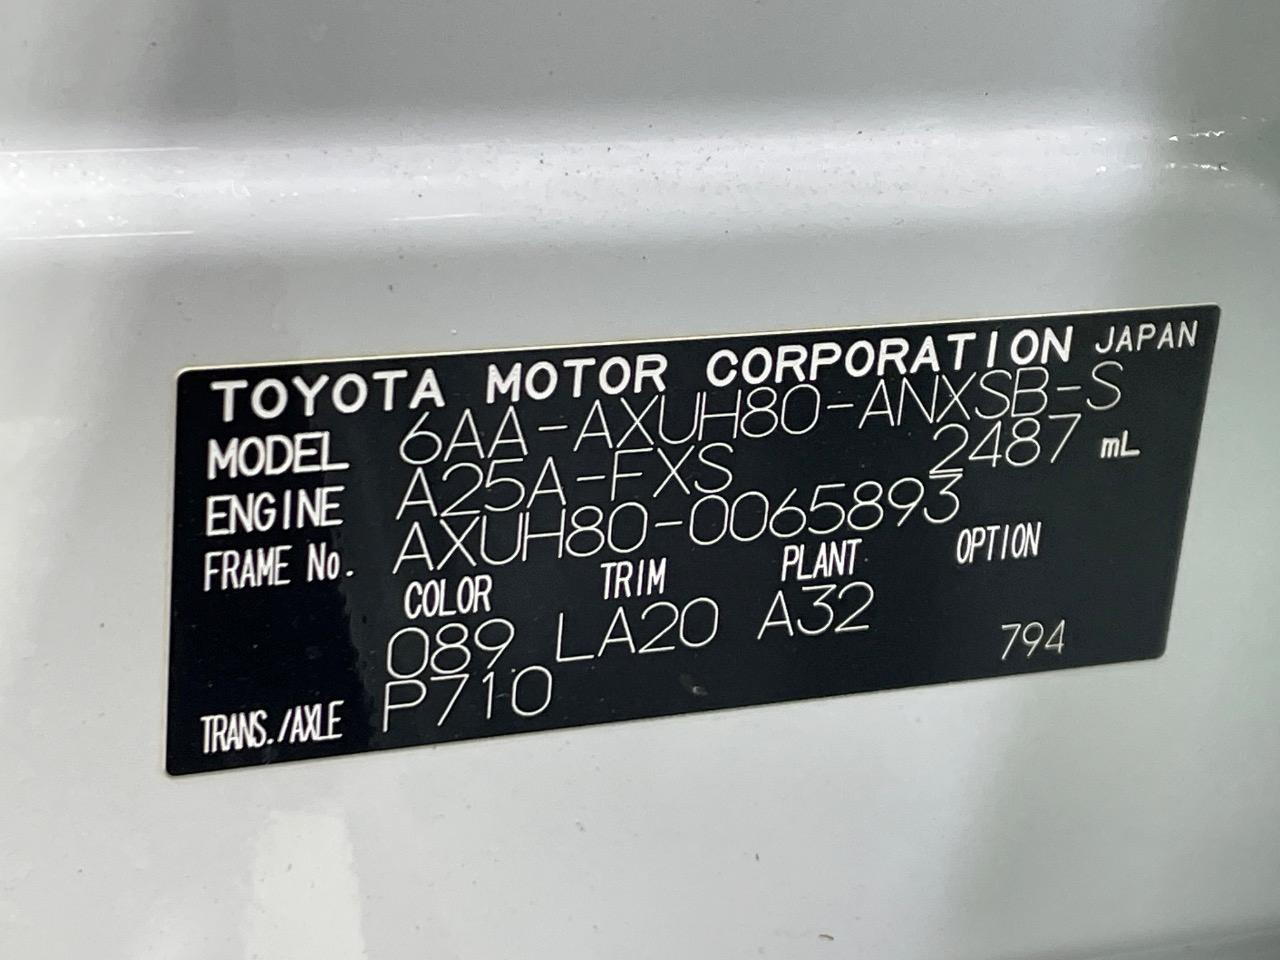 TOYOTA MOTOR CORPORATION JAPAN
MODEL 6AA-AXUH80-ANXSB-S
ENGINE A25A-FXS 2487 mL
FRAME No. AXUH80-0065893
COLOR TRIM PLANT OPTION
089 LA20 A32
TRANS./AXLE P710 794